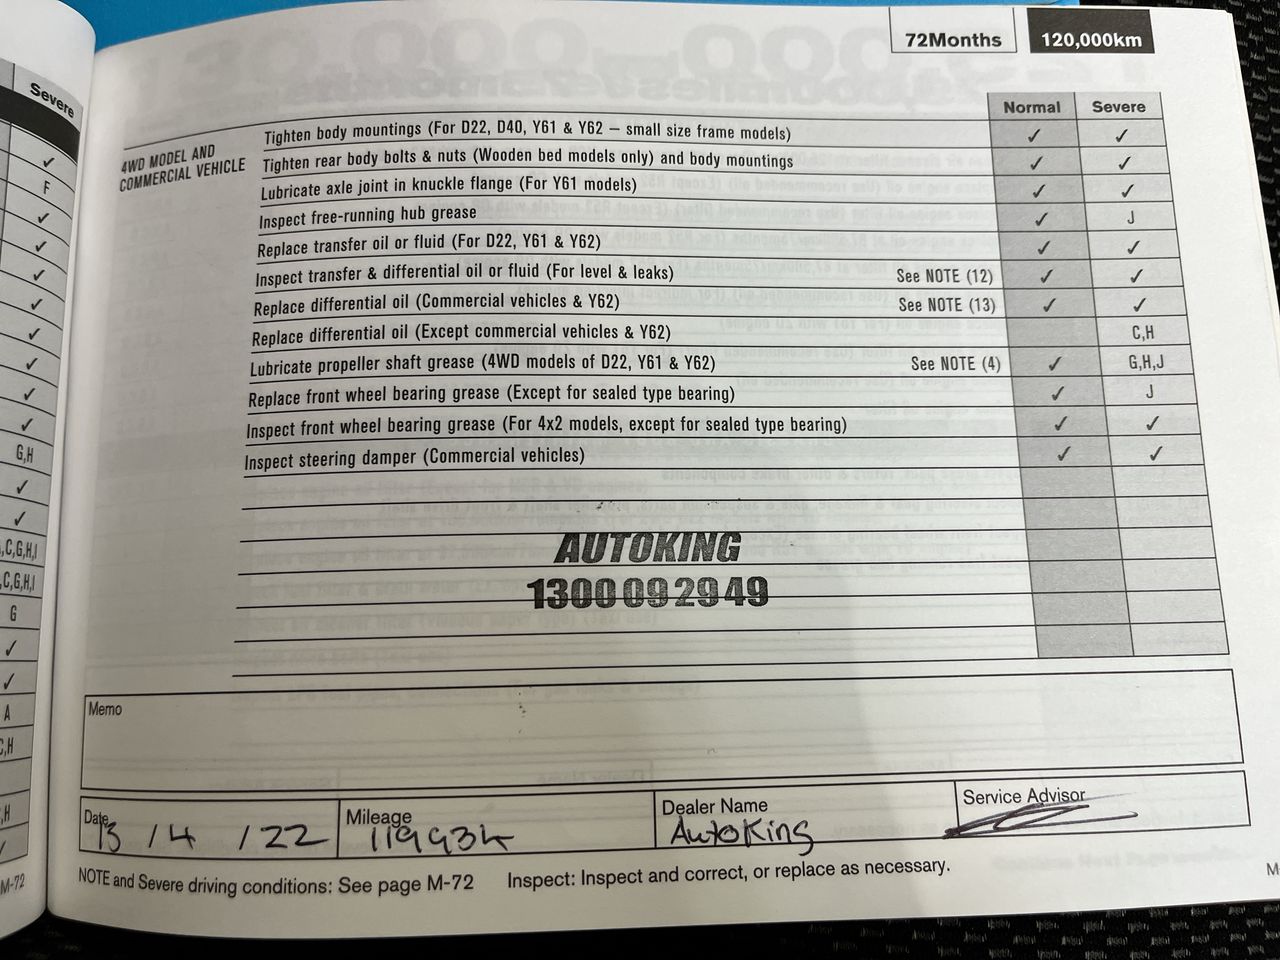 72Months 120,000km
Severe
Normal Severe
4WD MODEL AND COMMERCIAL VEHICLE
Tighten body mountings (For D22, D40, Y61 & Y62 – small size frame models) ✓ ✓
Tighten rear body bolts & nuts (Wooden bed models only) and body mountings ✓ ✓
Lubricate axle joint in knuckle flange (For Y61 models) ✓ ✓
Inspect free-running hub grease ✓ J
Replace transfer oil or fluid (For D22, Y61 & Y62) ✓ ✓
Inspect transfer & differential oil or fluid (For level & leaks) See NOTE (12) ✓ ✓
Replace differential oil (Commercial vehicles & Y62) See NOTE (13) ✓ ✓
Replace differential oil (Except commercial vehicles & Y62) C,H
Lubricate propeller shaft grease (4WD models of D22, Y61 & Y62) See NOTE (4) ✓ G,H,J
Replace front wheel bearing grease (Except for sealed type bearing) ✓ J
Inspect front wheel bearing grease (For 4x2 models, except for sealed type bearing) ✓ ✓
Inspect steering damper (Commercial vehicles) ✓ ✓
AUTOKING
1300 09 29 49
Memo
Date 13 / 4 / 22
Mileage
Dealer Name AutoKing
Service Advisor
NOTE and Severe driving conditions: See page M-72 Inspect: Inspect and correct, or replace as necessary.
F
G,H
C,G,H,I
C,G,H,I
G
A
M-72